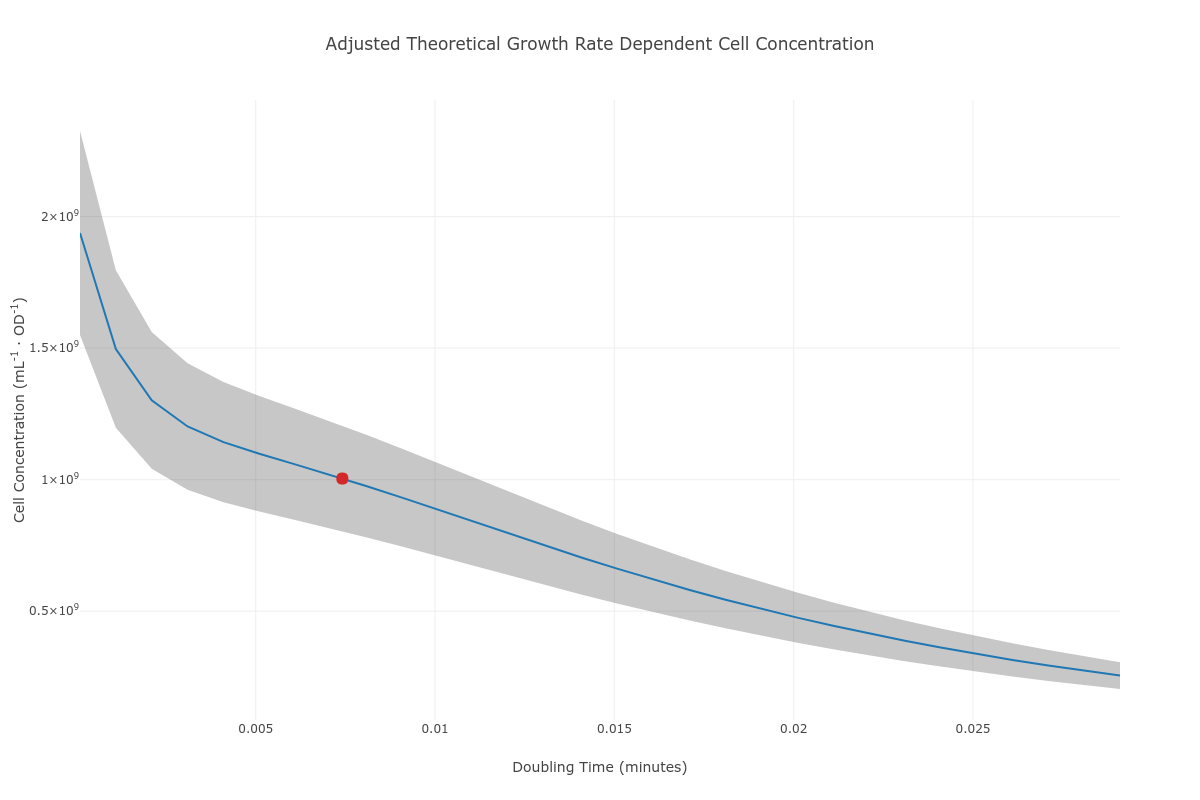 Adjusted Theoretical Growth Rate Dependent Cell Concentration
Cell Concentration (mL⁻¹ · OD⁻¹)
2×10⁹
1.5×10⁹
1×10⁹
0.5×10⁹
0.005 0.01 0.015 0.02 0.025
Doubling Time (minutes)